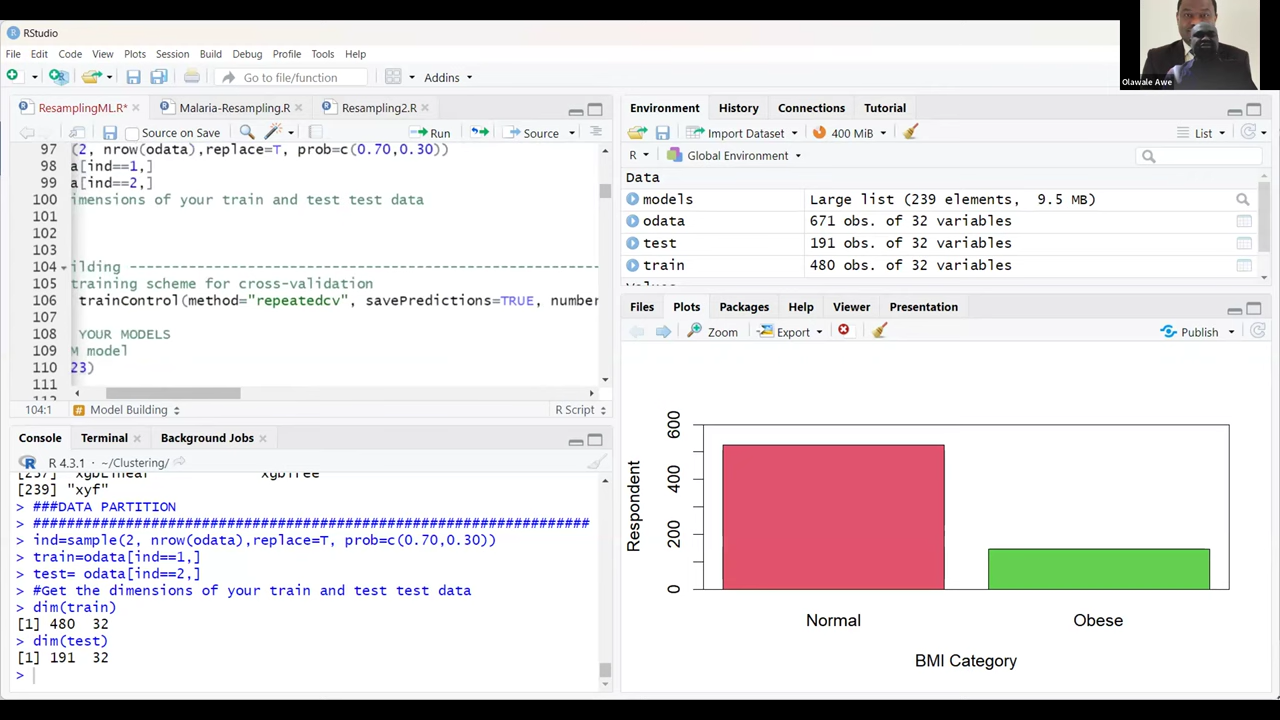 RStudio
File Edit Code View Plots Session Build Debug Profile Tools Help
Go to file/function Addins
ResamplingML.R* Malaria-Resampling.R Resampling2.R
Source on Save Run Source
97 (2, nrow(odata),replace=T, prob=c(0.70,0.30))
98 a[ind==1,]
99 a[ind==2,]
100 imensions of your train and test test data
101
102
103
104 ilding ---------------------------------------------------------
105 training scheme for cross-validation
106 trainControl(method="repeatedcv", savePredictions=TRUE, number
107
108 YOUR MODELS
109 M model
110 23)
111
104:1 Model Building R Script
Console Terminal Background Jobs
R 4.3.1 · ~/Clustering/
[237] "xgbLinear" "xgbTree"
[239] "xyf"
> ###DATA PARTITION
> ##################################################################
> ind=sample(2, nrow(odata),replace=T, prob=c(0.70,0.30))
> train=odata[ind==1,]
> test= odata[ind==2,]
> #Get the dimensions of your train and test test data
> dim(train)
[1] 480 32
> dim(test)
[1] 191 32
>
Environment History Connections Tutorial
Import Dataset 400 MiB List
R Global Environment
Data
models Large list (239 elements, 9.5 MB)
odata 671 obs. of 32 variables
test 191 obs. of 32 variables
train 480 obs. of 32 variables
Files Plots Packages Help Viewer Presentation
Zoom Export Publish
Respondent
600
400
200
0
Normal Obese
BMI Category
Olawale Awe